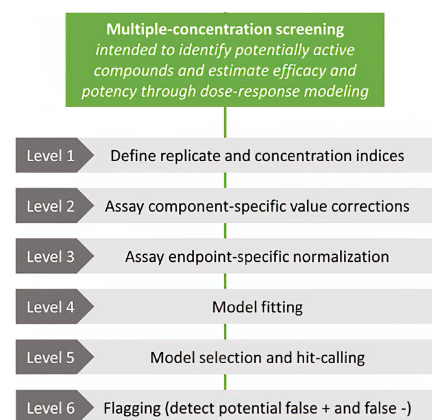 Multiple-concentration screening
intended to identify potentially active
compounds and estimate efficacy and
potency through dose-response modeling
Level 1 Define replicate and concentration indices
Level 2 Assay component-specific value corrections
Level 3 Assay endpoint-specific normalization
Level 4 Model fitting
Level 5 Model selection and hit-calling
Level 6 Flagging (detect potential false + and false -)